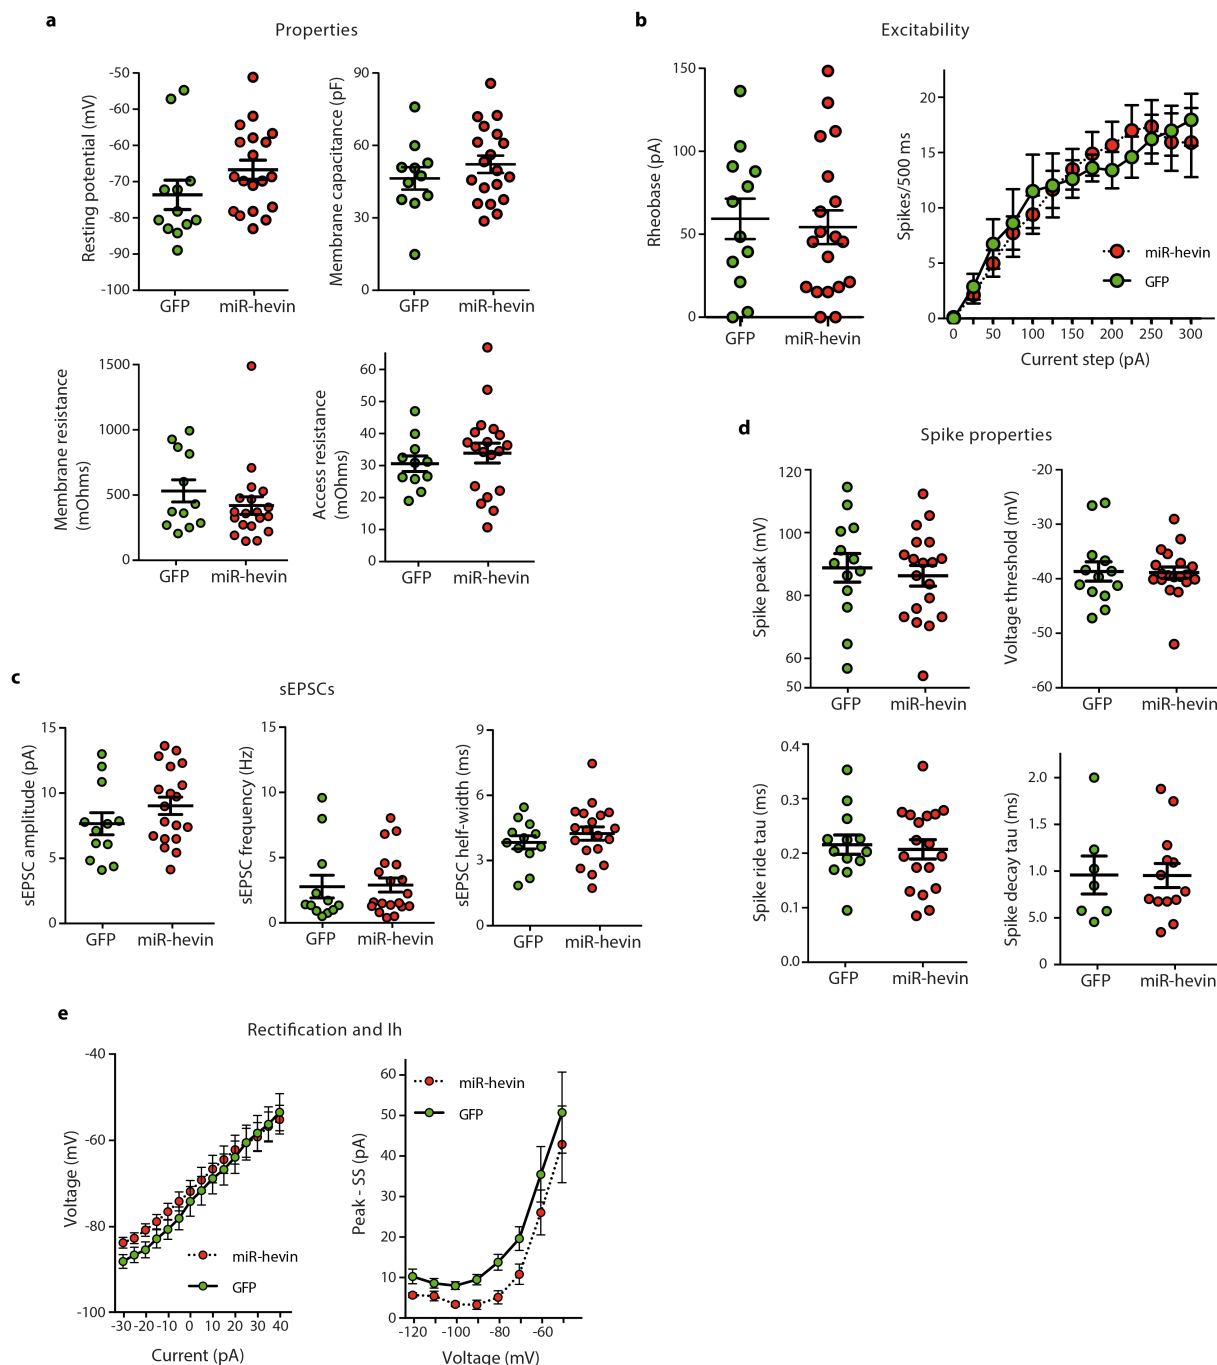 a
Properties
Resting potential (mV)
-50
-60
-70
-80
-90
-100
GFP
miR-hevin
Membrane capacitance (pF)
90
60
30
0
GFP
miR-hevin
Membrane resistance
(mOhms)
1500
1000
500
0
GFP
miR-hevin
Access resistance
(mOhms)
60
50
40
30
20
10
0
GFP
miR-hevin
b
Excitability
Rheobase (pA)
150
100
50
0
GFP
miR-hevin
Spikes/500 ms
20
15
10
5
0
miR-hevin
GFP
0 50 100 150 200 250 300
Current step (pA)
c
sEPSCs
sEPSC amplitude (pA)
15
10
5
0
GFP
miR-hevin
sEPSC frequency (Hz)
15
10
5
0
GFP
miR-hevin
sEPSC helf-width (ms)
9
6
3
0
GFP
miR-hevin
d
Spike properties
Spike peak (mV)
120
100
80
60
50
GFP
miR-hevin
Voltage threshold (mV)
-20
-30
-40
-50
-60
GFP
miR-hevin
Spike ride tau (ms)
0.4
0.3
0.2
0.1
0.0
GFP
miR-hevin
Spike decay tau (ms)
2.0
1.5
1.0
5.0
0
GFP
miR-hevin
e
Rectification and Ih
Voltage (mV)
-40
-60
-80
-100
miR-hevin
GFP
-30 -20 -10 0 10 20 30 40
Current (pA)
Peak - SS (pA)
60
50
40
30
20
10
0
miR-hevin
GFP
-120 -100 -80 -60
Voltage (mV)